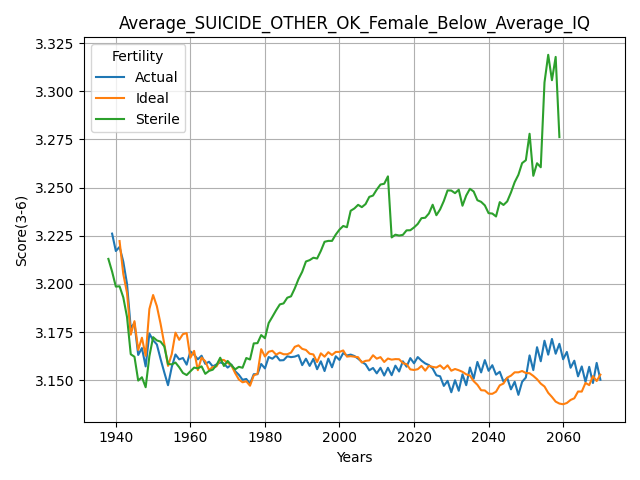 Average_SUICIDE_OTHER_OK_Female_Below_Average_IQ
3.325
3.300
3.275
3.250
3.225
3.200
3.175
3.150
Score(3-6)
Fertility
Actual
Ideal
Sterile
1940 1960 1980 2000 2020 2040 2060
Years